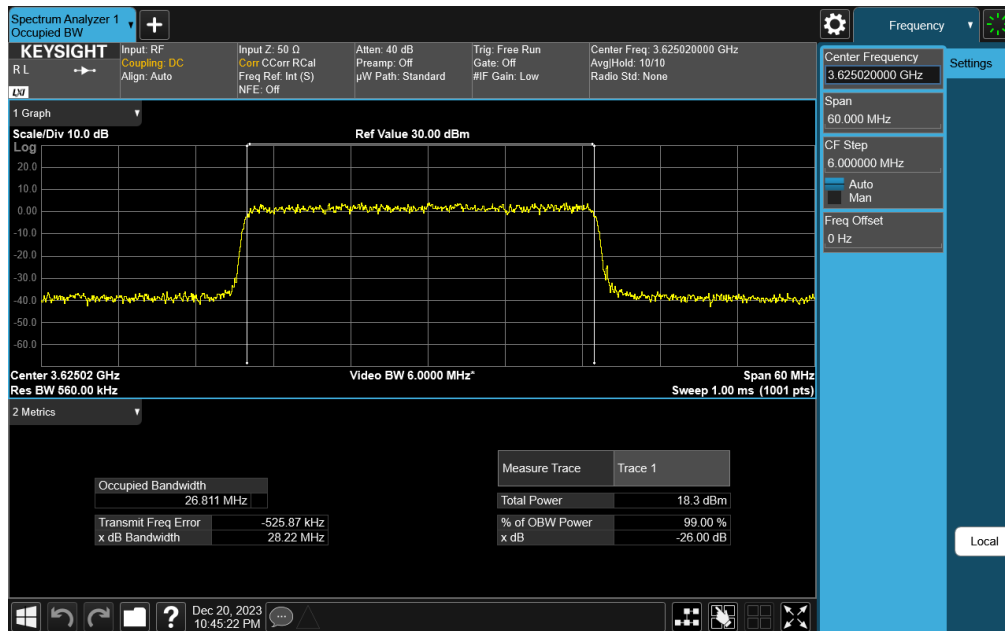 Spectrum Analyzer 1
Occupied BW
Frequency
KEYSIGHT
R L
LXI
Input: RF
Coupling: DC
Align: Auto
Input Z: 50 Ω
Corr CCorr RCal
Freq Ref: Int (S)
NFE: Off
Atten: 40 dB
Preamp: Off
µW Path: Standard
Trig: Free Run
Gate: Off
#IF Gain: Low
Center Freq: 3.625020000 GHz
Avg|Hold: 10/10
Radio Std: None
Center Frequency
3.625020000 GHz
Settings
Span
60.000 MHz
CF Step
6.000000 MHz
Auto
Man
Freq Offset
0 Hz
Local
1 Graph
Scale/Div 10.0 dB
Ref Value 30.00 dBm
Log
20.0
10.0
0.00
-10.0
-20.0
-30.0
-40.0
-50.0
-60.0
Center 3.62502 GHz
Video BW 6.0000 MHz*
Span 60 MHz
Res BW 560.00 kHz
Sweep 1.00 ms (1001 pts)
2 Metrics
Occupied Bandwidth
26.811 MHz
Transmit Freq Error -525.87 kHz
x dB Bandwidth 28.22 MHz
Measure Trace Trace 1
Total Power 18.3 dBm
% of OBW Power 99.00 %
x dB -26.00 dB
?
Dec 20, 2023
10:45:22 PM